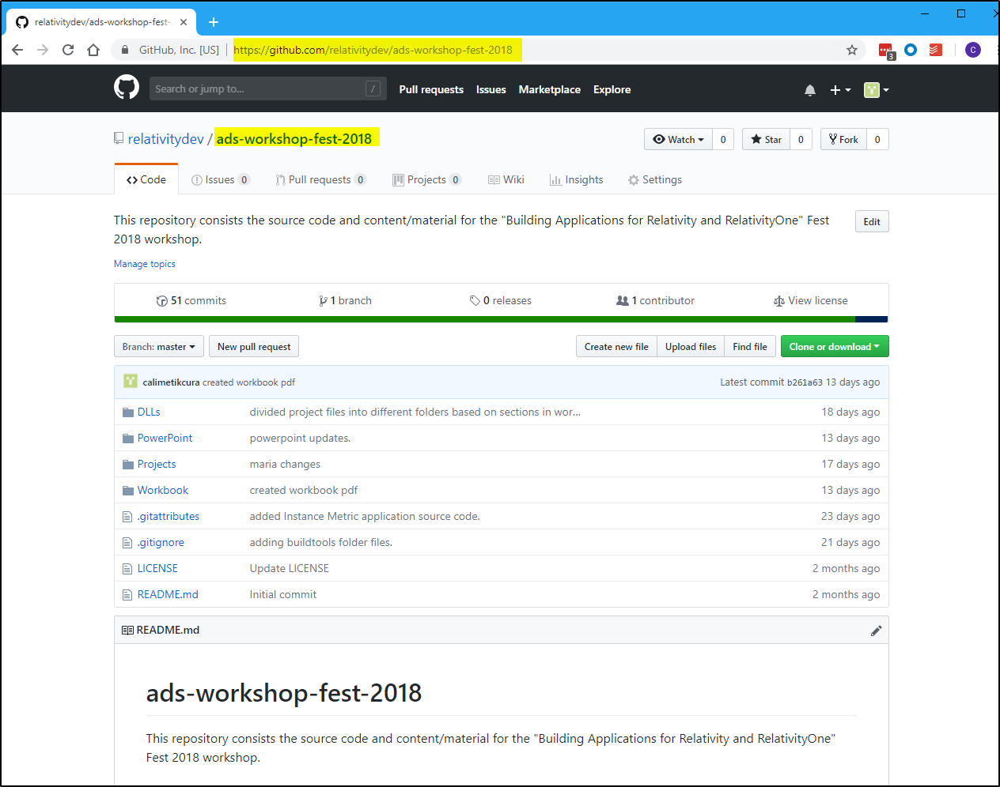 relativitydev/ads-workshop-fest-
GitHub, Inc. [US] https://github.com/relativitydev/ads-workshop-fest-2018
3
C
Search or jump to... /
Pull requests Issues Marketplace Explore
relativitydev / ads-workshop-fest-2018
Watch 0 Star 0 Fork 0
Code Issues 0 Pull requests 0 Projects 0 Wiki Insights Settings
This repository consists the source code and content/material for the "Building Applications for Relativity and RelativityOne" Fest
2018 workshop.
Edit
Manage topics
51 commits 1 branch 0 releases 1 contributor View license
Branch: master New pull request Create new file Upload files Find file Clone or download
calimetikcura created workbook pdf Latest commit b261a63 13 days ago
DLLs divided project files into different folders based on sections in wor... 18 days ago
PowerPoint powerpoint updates. 13 days ago
Projects maria changes 17 days ago
Workbook created workbook pdf 13 days ago
.gitattributes added Instance Metric application source code. 23 days ago
.gitignore adding buildtools folder files. 21 days ago
LICENSE Update LICENSE 2 months ago
README.md Initial commit 2 months ago
README.md
ads-workshop-fest-2018
This repository consists the source code and content/material for the "Building Applications for Relativity and RelativityOne"
Fest 2018 workshop.